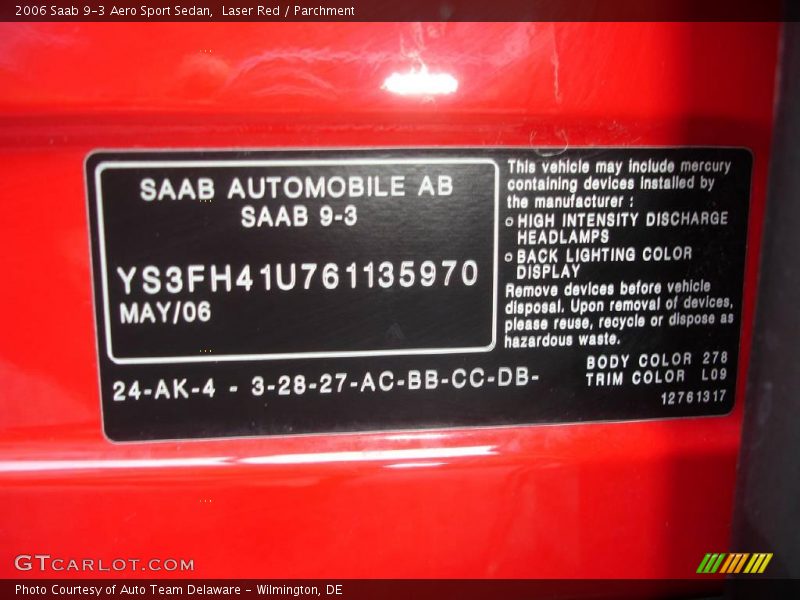 2006 Saab 9-3 Aero Sport Sedan,  Laser Red / Parchment
SAAB AUTOMOBILE AB
SAAB 9-3
YS3FH41U761135970
MAY/06
24-AK-4 - 3-28-27-AC-BB-CC-DB-
This vehicle may include mercury
containing devices installed by
the manufacturer :
o HIGH INTENSITY DISCHARGE
HEADLAMPS
o BACK LIGHTING COLOR
DISPLAY
Remove devices before vehicle
disposal. Upon removal of devices,
please reuse, recycle or dispose as
hazardous waste.
BODY COLOR 278
TRIM COLOR L09
12761317
GTCARLOT.COM
Photo Courtesy of Auto Team Delaware - Wilmington, DE